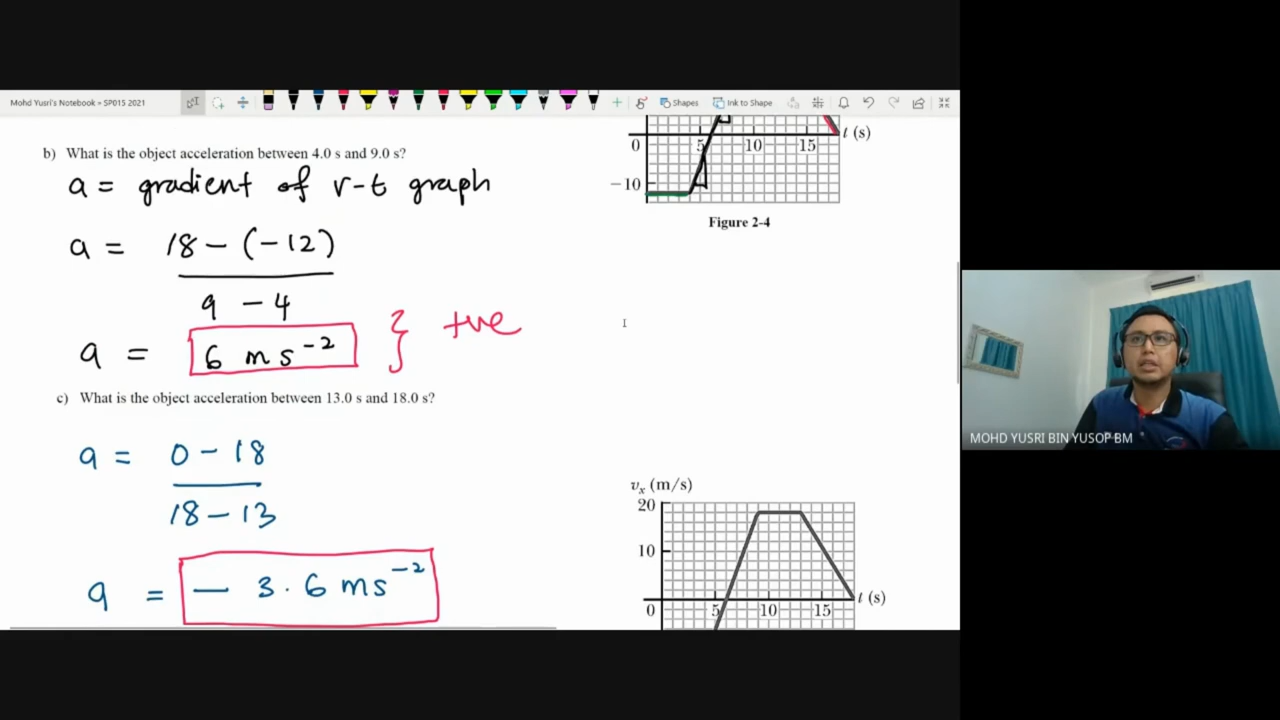 Mohd Yusri's Notebook » SP015 2021
Shapes
Ink to Shape
b) What is the object acceleration between 4.0 s and 9.0 s?
a = gradient of v-t graph
a = 18 - (-12)
9 - 4
a = 6 ms⁻²
} +ve
c) What is the object acceleration between 13.0 s and 18.0 s?
a = 0 - 18
18 - 13
a = - 3.6 ms⁻²
0 5 10 15 t (s)
−10
Figure 2-4
vₓ (m/s)
20
10
0 5 10 15 t (s)
MOHD YUSRI BIN YUSOP BM